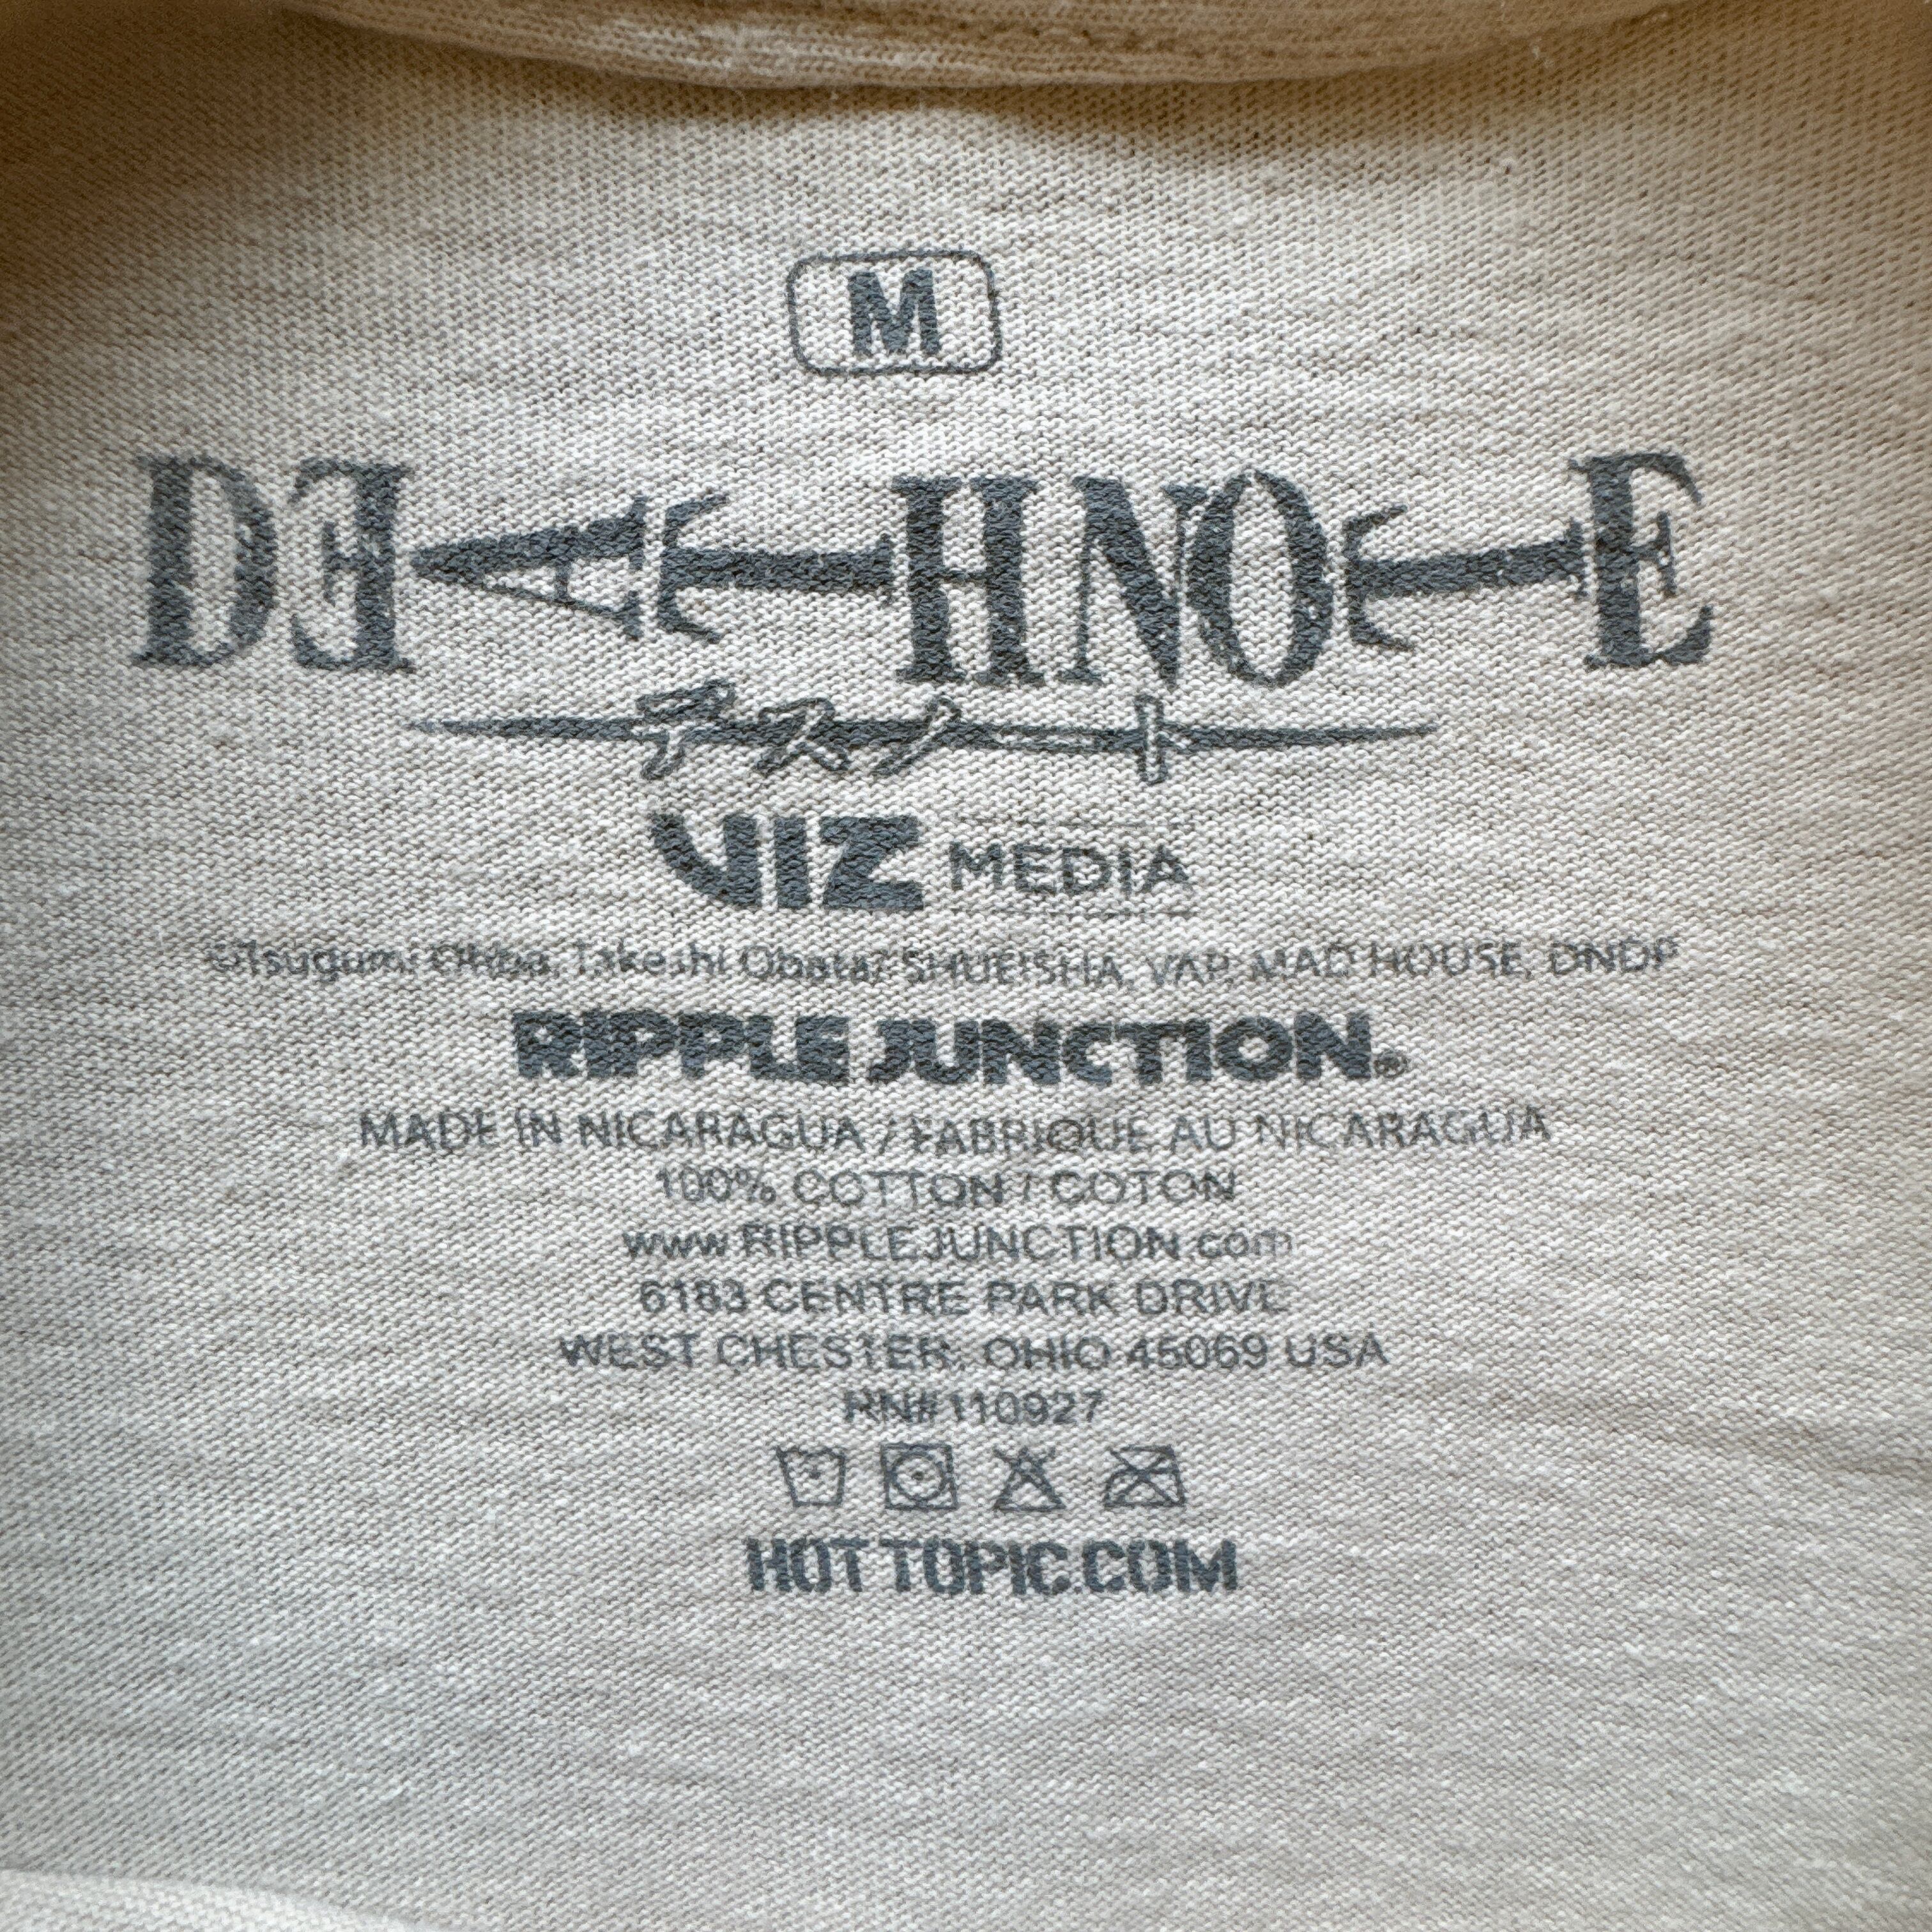 M
DEATH NOTE
デスノート
VIZ MEDIA
©Tsugumi Ohba, Takeshi Obata/ SHUEISHA, VAP, MAD HOUSE, DNDP
RIPPLE JUNCTION®
MADE IN NICARAGUA / FABRIQUE AU NICARAGUA
100% COTTON / COTON
www.RIPPLEJUNCTION.com
6183 CENTRE PARK DRIVE
WEST CHESTER, OHIO 45069 USA
RN#110927
HOTTOPIC.COM